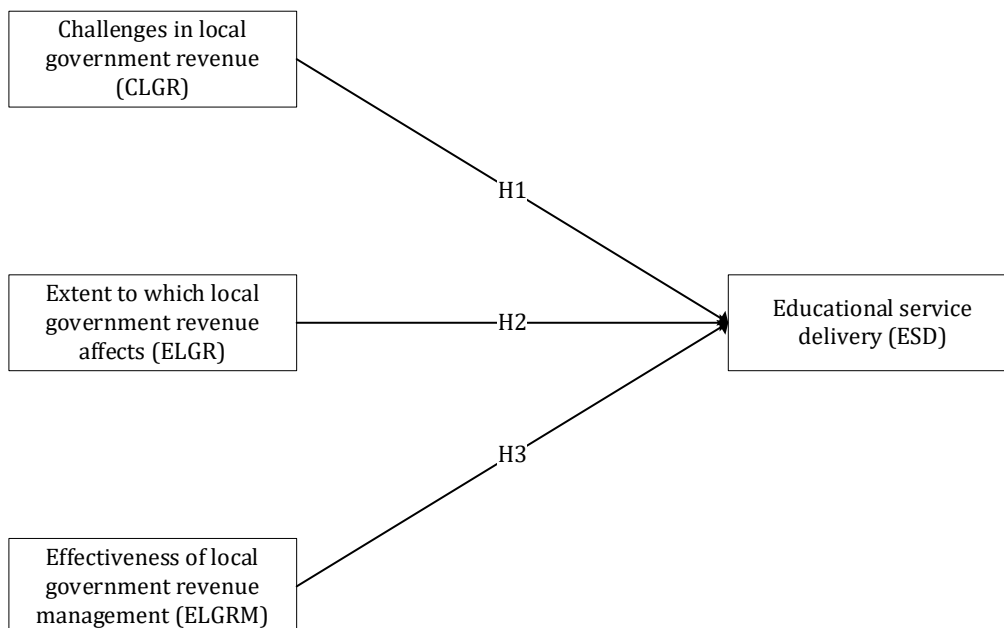 Challenges in local
government revenue
(CLGR)
H1
Extent to which local
government revenue
affects (ELGR)
H2
Educational service
delivery (ESD)
H3
Effectiveness of local
government revenue
management (ELGRM)